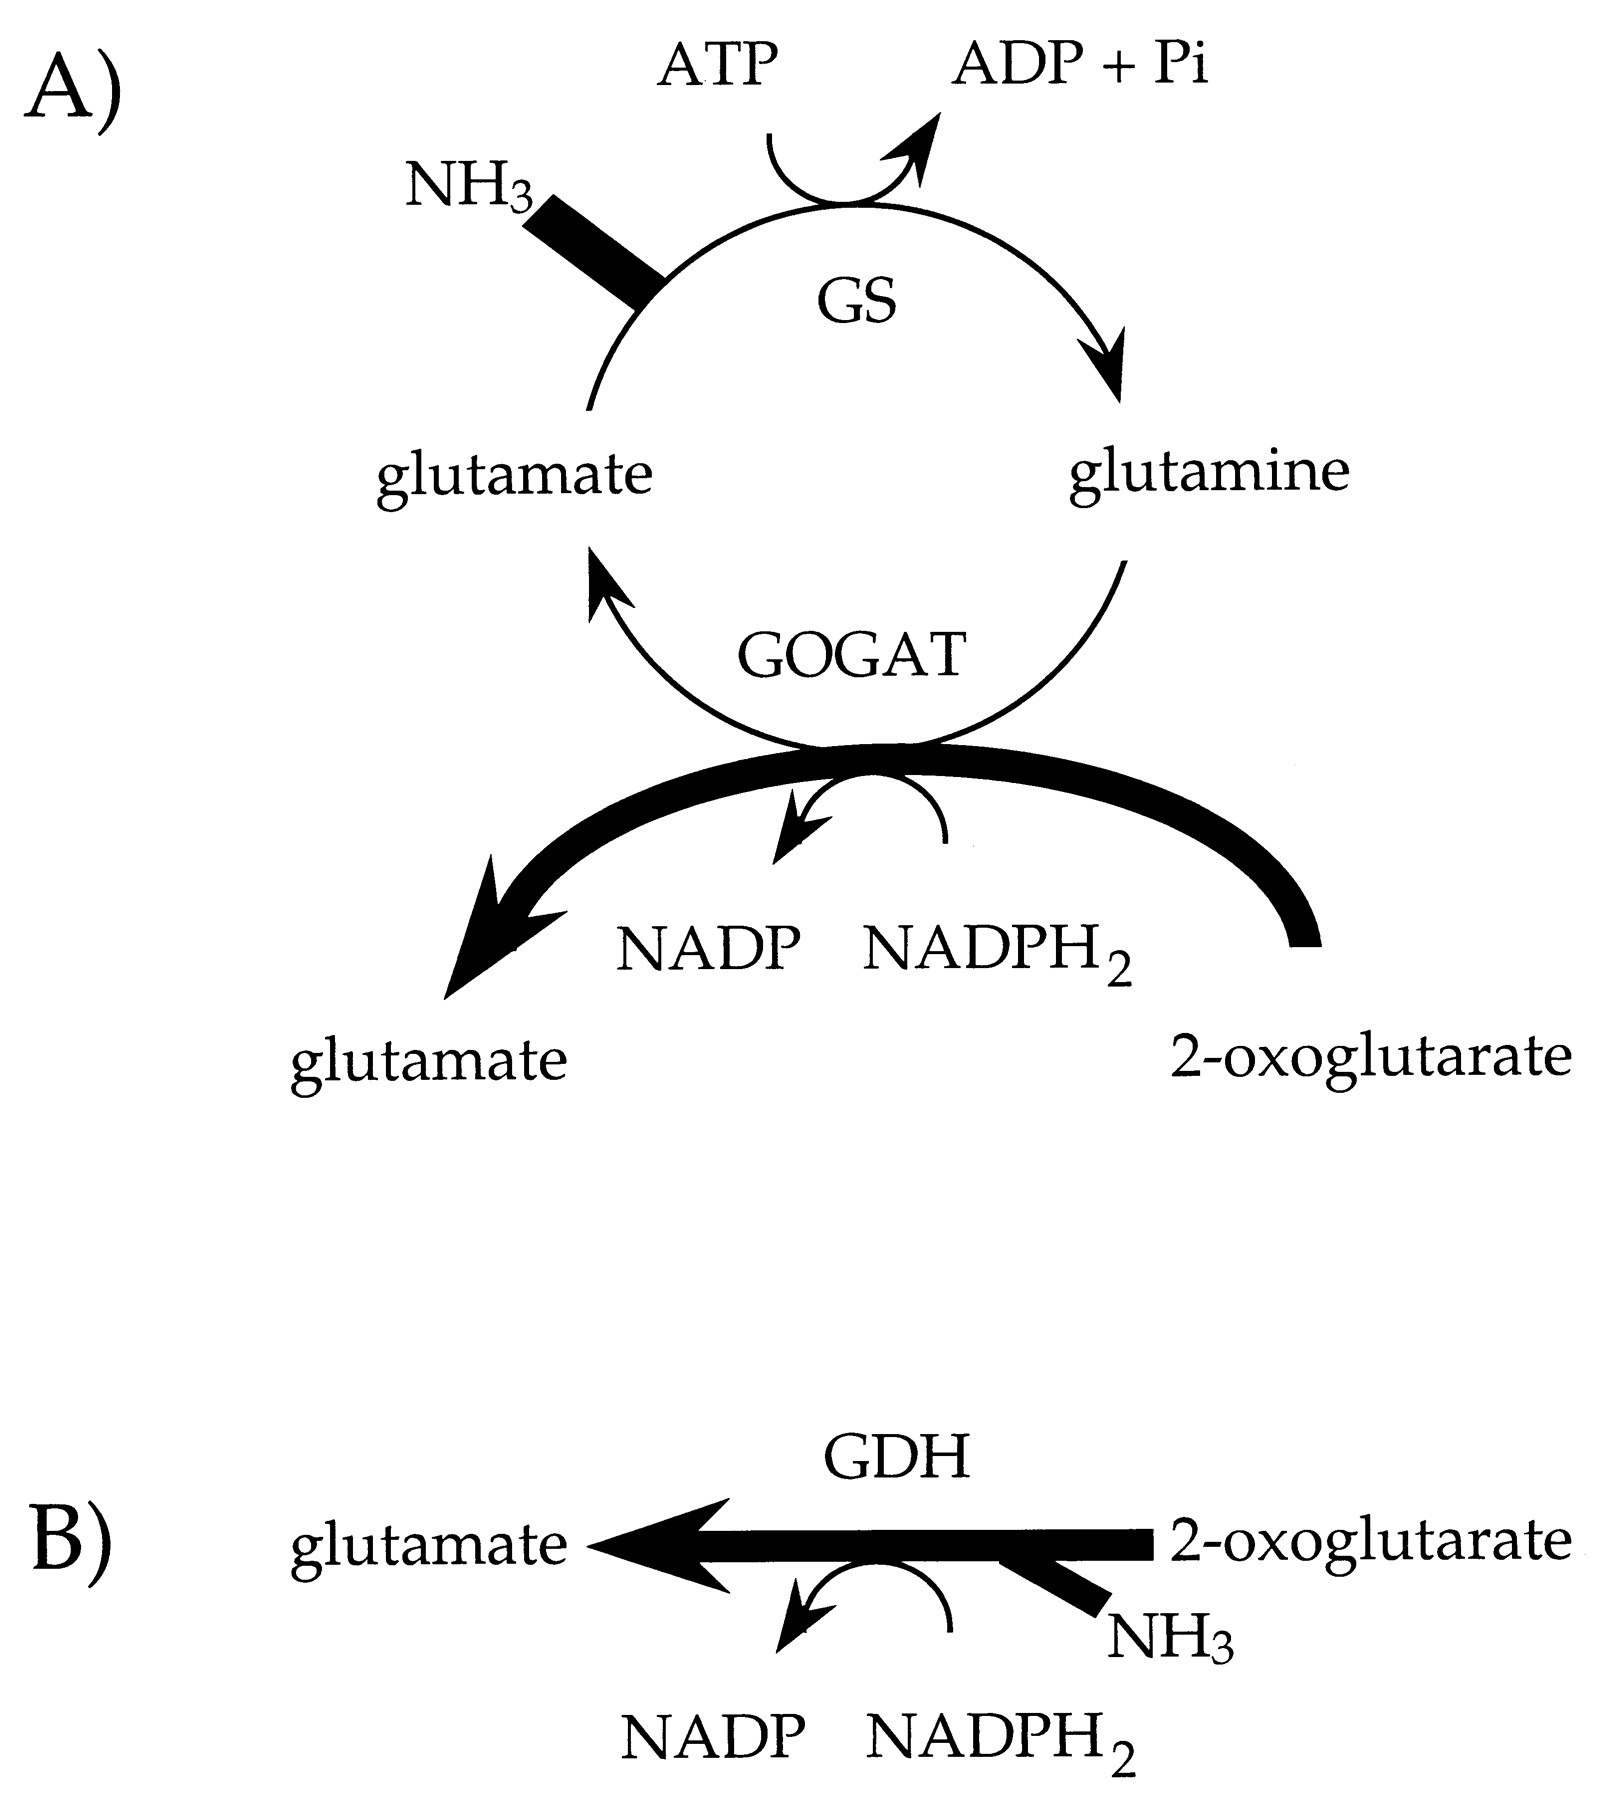 A)
ATP
ADP + Pi
NH3
GS
glutamate
glutamine
GOGAT
NADP
NADPH2
glutamate
2-oxoglutarate
GDH
B)
glutamate
2-oxoglutarate
NH3
NADP
NADPH2